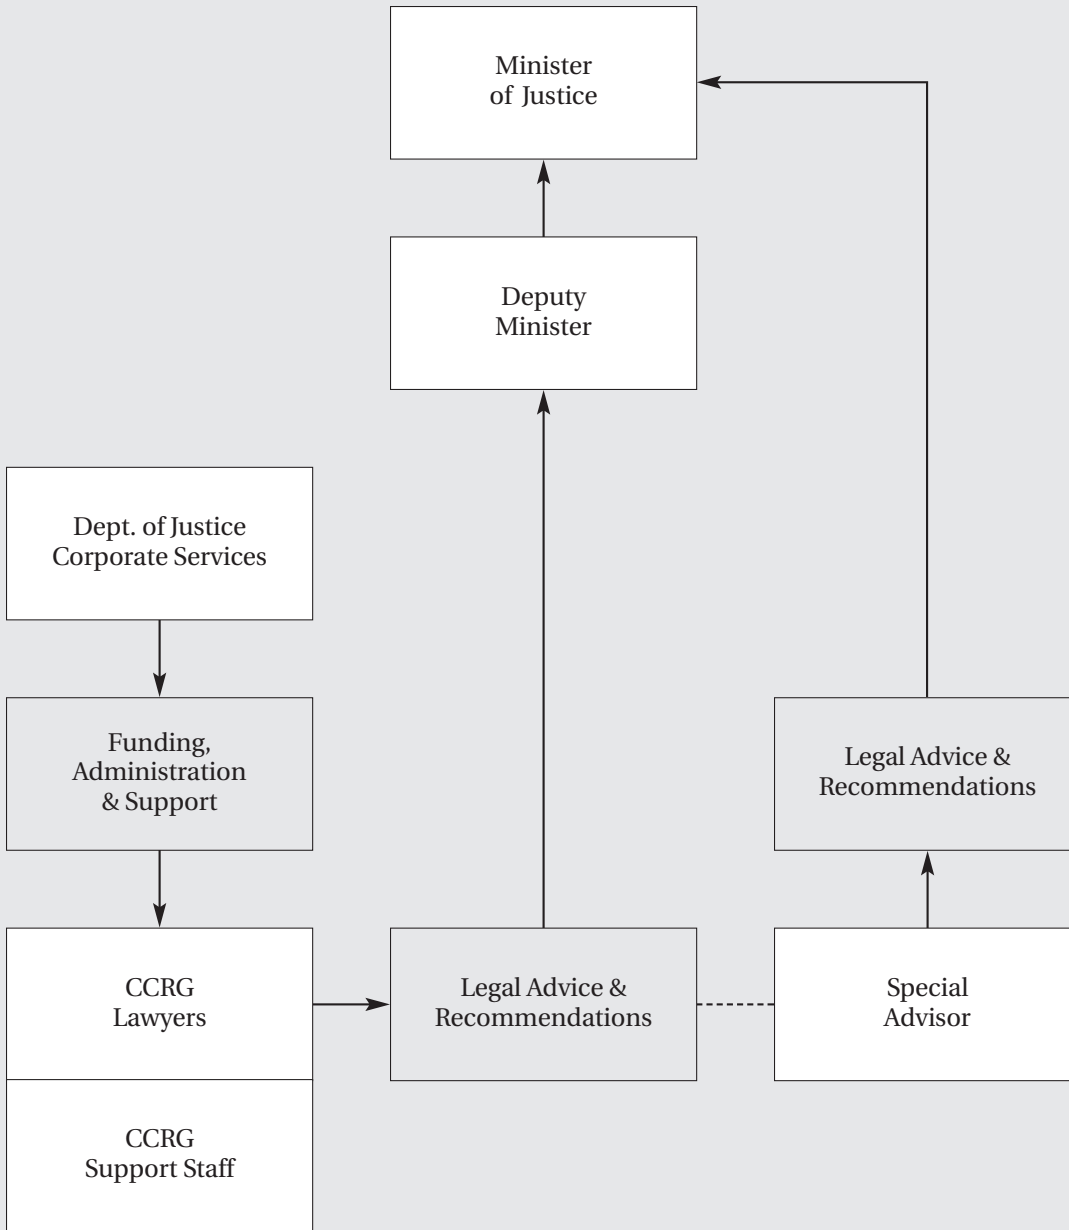 Minister
of Justice
Deputy
Minister
Dept. of Justice
Corporate Services
Funding,
Administration
& Support
Legal Advice &
Recommendations
CCRG
Lawyers
Legal Advice &
Recommendations
Special
Advisor
CCRG
Support Staff